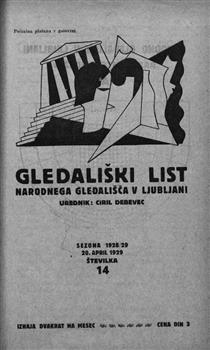 Poštnina plačana v gotovini
GLEDALIŠKI LIST
NARODNEGA GLEDALIŠČA V LJUBLJANI
UREDNIK: CIRIL DEBEVEC
SEZONA 1928/29
20. APRIL 1929
ŠTEVILKA
14
IZHAJA DVAKRAT NA MESEC
CENA DIN 3